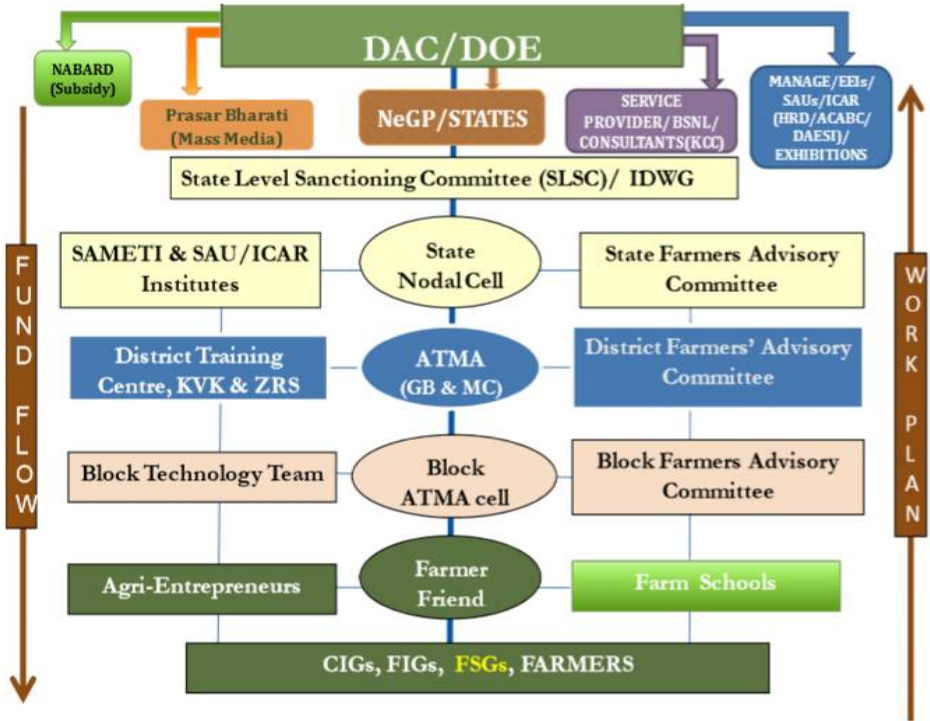 DAC/DOE
NABARD
(Subsidy)
Prasar Bharati
(Mass Media)
NeGP/STATES
SERVICE
PROVIDER/BSNL/
CONSULTANTS(KCC)
MANAGE/EEIs/
SAUs/ICAR
(HRD/ACABC/
DAESI)/
EXHIBITIONS
State Level Sanctioning Committee (SLSC)/ IDWG
FUND FLOW
WORK PLAN
SAMETI & SAU/ICAR
Institutes
State
Nodal Cell
State Farmers Advisory
Committee
District Training
Centre, KVK & ZRS
ATMA
(GB & MC)
District Farmers' Advisory
Committee
Block Technology Team
Block
ATMA cell
Block Farmers Advisory
Committee
Agri-Entrepreneurs
Farmer
Friend
Farm Schools
CIGs, FIGs, FSGs, FARMERS